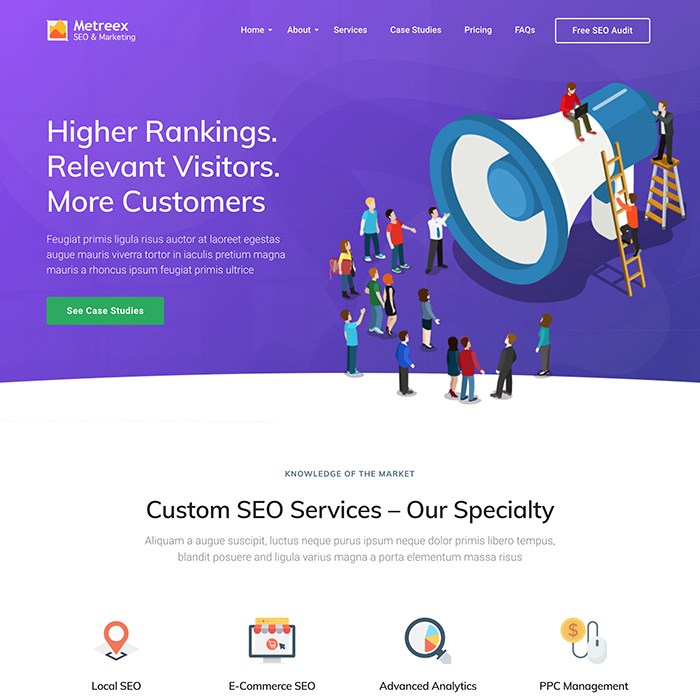 Metreex
SEO & Marketing
Home
About
Services
Case Studies
Pricing
FAQs
Free SEO Audit
Higher Rankings.
Relevant Visitors.
More Customers
Feugiat primis ligula risus auctor at laoreet egestas
augue mauris viverra tortor in iaculis pretium magna
mauris a rhoncus ipsum feugiat primis ultrice
See Case Studies
KNOWLEDGE OF THE MARKET
Custom SEO Services – Our Specialty
Aliquam a augue suscipit, luctus neque purus ipsum neque dolor primis libero tempus,
blandit posuere and ligula varius magna a porta elementum massa risus
Local SEO
E-Commerce SEO
Advanced Analytics
PPC Management